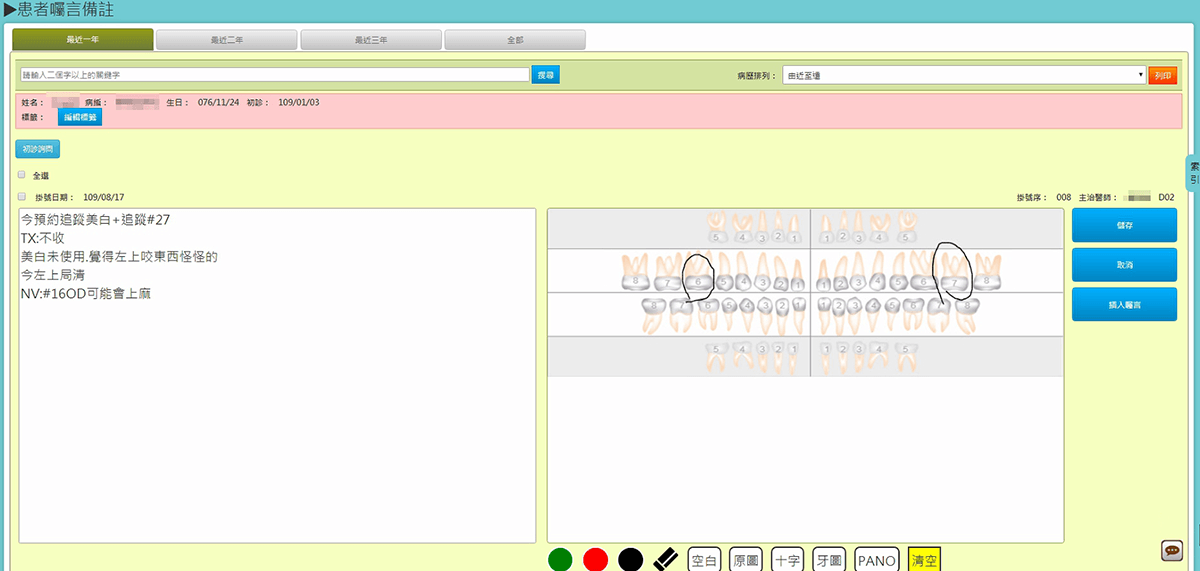 ▶患者囑言備註
最近一年 最近二年 最近三年 全部
請輸入二個字以上的關鍵字 搜尋 病歷排列： 由近至遠 列印
姓名： 病編： 生日： 076/11/24 初診： 109/01/03
標籤： 編輯標籤
初診詢問
索引
全選
掛號日期： 109/08/17 掛號序： 008 主治醫師： D02
今預約追蹤美白+追蹤#27
TX:不收
美白未使用,覺得左上咬東西怪怪的
今左上局清
NV:#16OD可能會上麻
5 4 3 2 1 1 2 3 4 5
8 7 6 5 4 3 2 1 1 2 3 4 5 6 7 8
8 7 6 5 4 3 2 1 1 2 3 4 5 6 7 8
5 4 3 2 1 1 2 3 4 5
儲存
取消
插入囑言
空白 原圖 十字 牙圖 PANO 清空